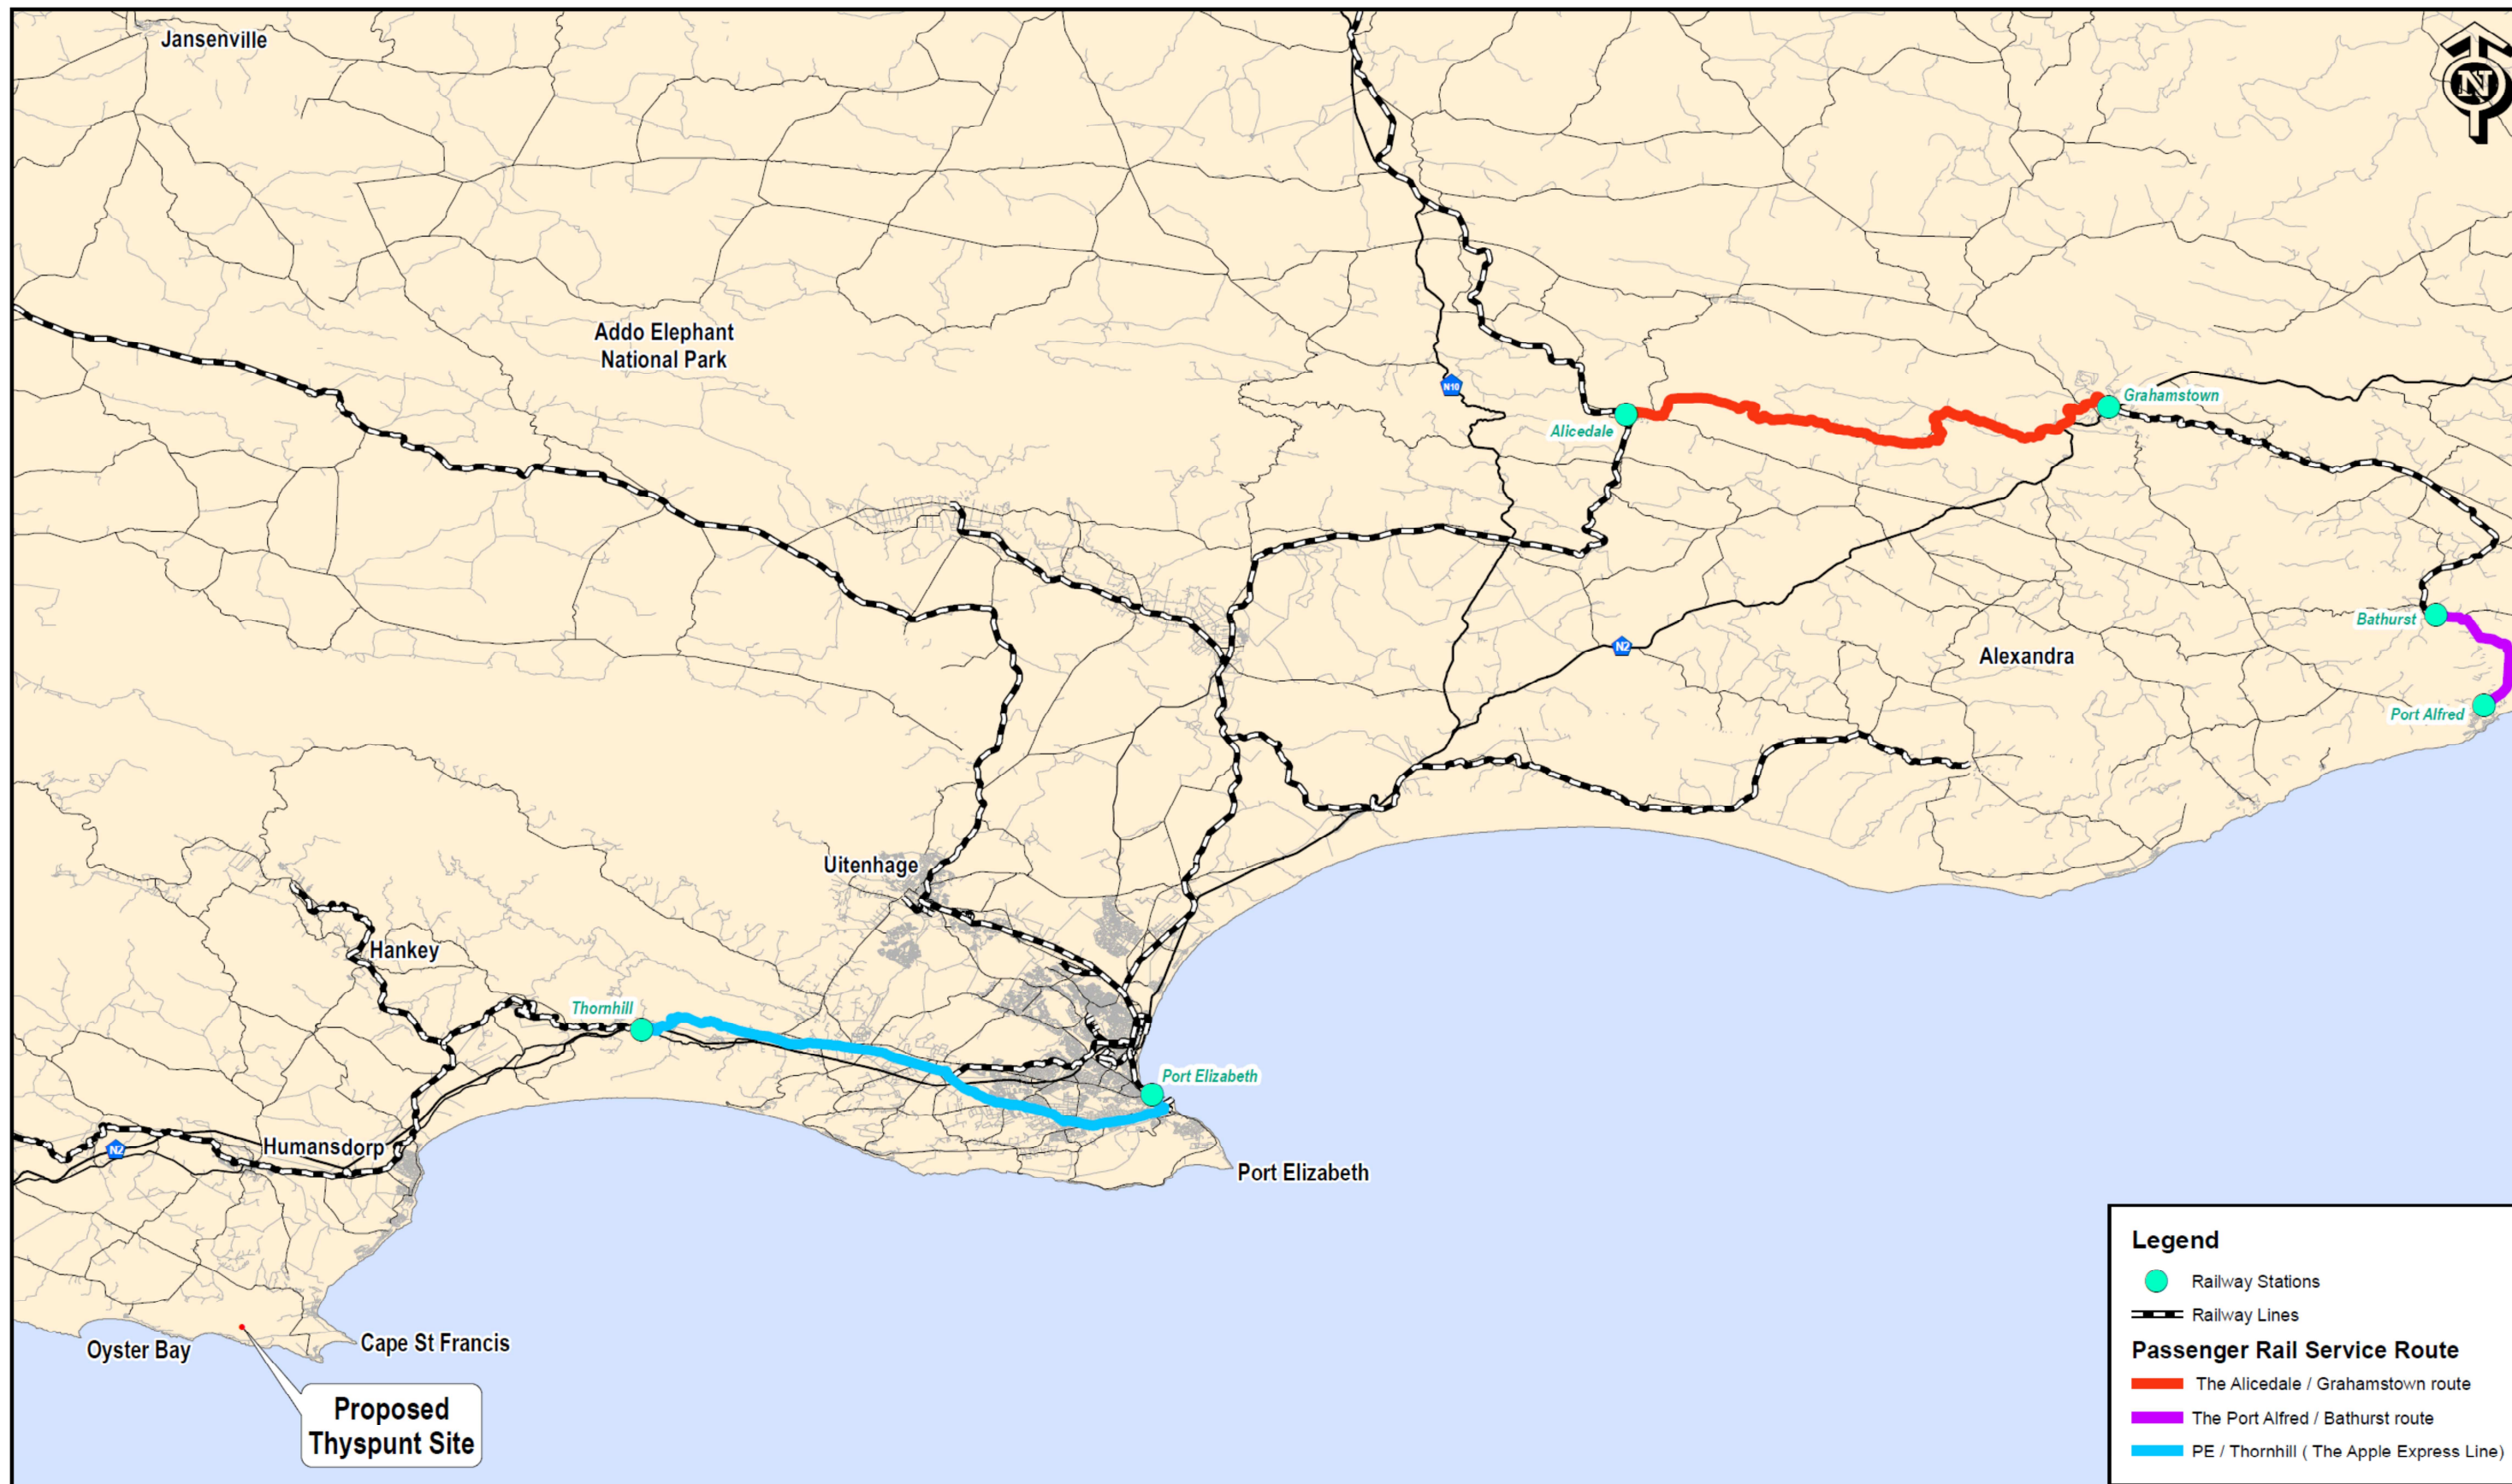 Jansenville
N
Addo Elephant
National Park
N10
Grahamstown
Alicedale
Bathurst
N2
Alexandra
Port Alfred
Uitenhage
Hankey
Thornhill
Port Elizabeth
Humansdorp
N2
Port Elizabeth
Oyster Bay
Cape St Francis
Proposed
Thyspunt Site
Legend
Railway Stations
Railway Lines
Passenger Rail Service Route
The Alicedale / Grahamstown route
The Port Alfred / Bathurst route
PE / Thornhill ( The Apple Express Line)